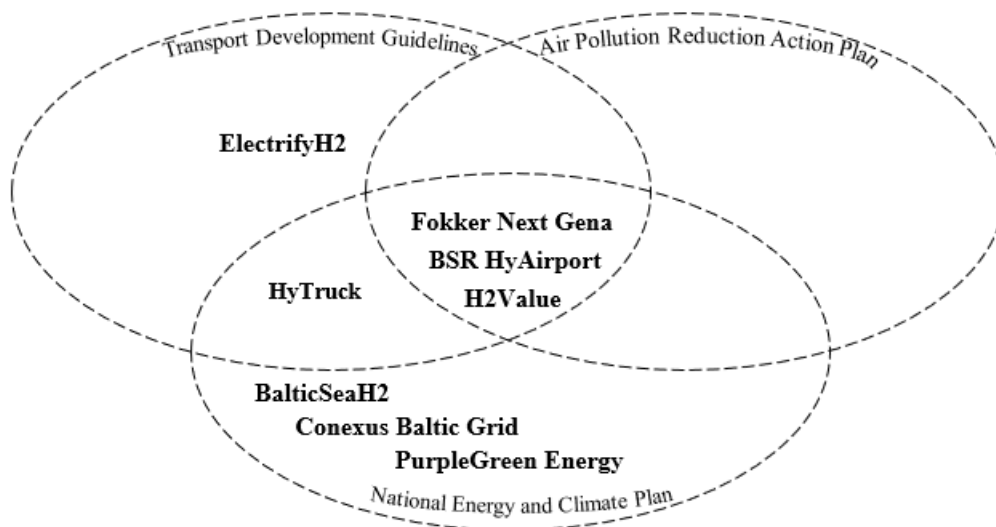 Transport Development Guidelines
Air Pollution Reduction Action Plan
ElectrifyH2
Fokker Next Gena
BSR HyAirport
HyTruck
H2Value
BalticSeaH2
Conexus Baltic Grid
PurpleGreen Energy
National Energy and Climate Plan